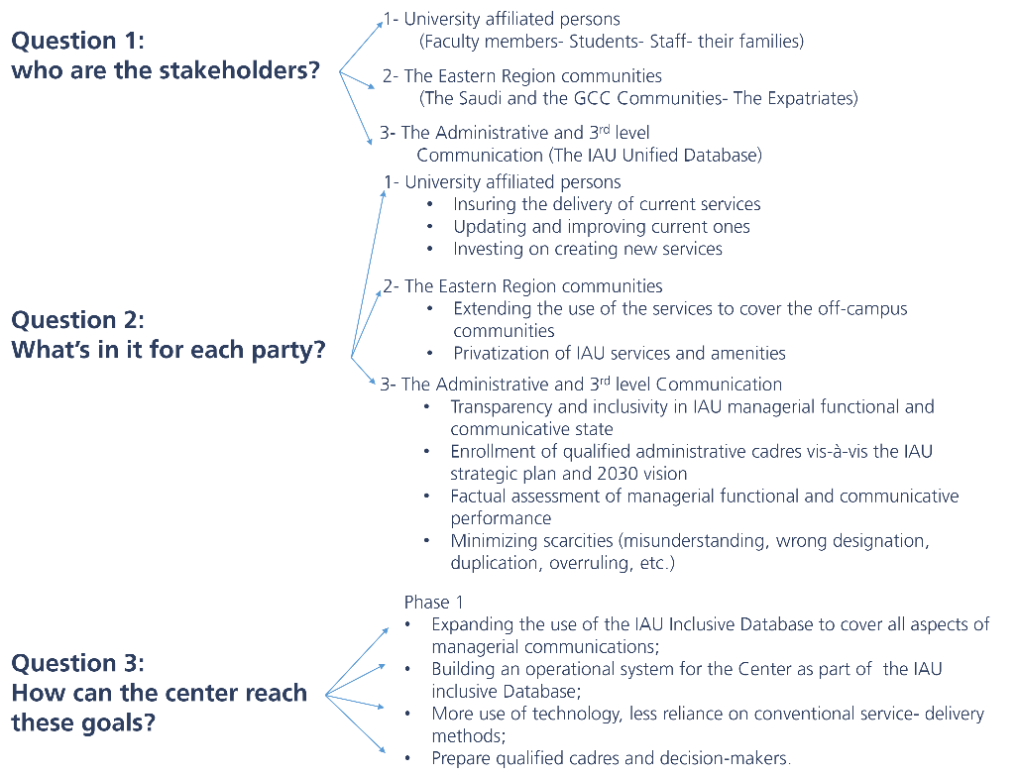 Question 1:
who are the stakeholders?
1- University affiliated persons
(Faculty members- Students- Staff- their families)
2- The Eastern Region communities
(The Saudi and the GCC Communities- The Expatriates)
3- The Administrative and 3rd level
Communication (The IAU Unified Database)
Question 2:
What's in it for each party?
1- University affiliated persons
• Insuring the delivery of current services
• Updating and improving current ones
• Investing on creating new services
2- The Eastern Region communities
• Extending the use of the services to cover the off-campus
communities
• Privatization of IAU services and amenities
3- The Administrative and 3rd level Communication
• Transparency and inclusivity in IAU managerial functional and
communicative state
• Enrollment of qualified administrative cadres vis-à-vis the IAU
strategic plan and 2030 vision
• Factual assessment of managerial functional and communicative
performance
• Minimizing scarcities (misunderstanding, wrong designation,
duplication, overruling, etc.)
Question 3:
How can the center reach
these goals?
Phase 1
• Expanding the use of the IAU Inclusive Database to cover all aspects of
managerial communications;
• Building an operational system for the Center as part of the IAU
inclusive Database;
• More use of technology, less reliance on conventional service- delivery
methods;
• Prepare qualified cadres and decision-makers.